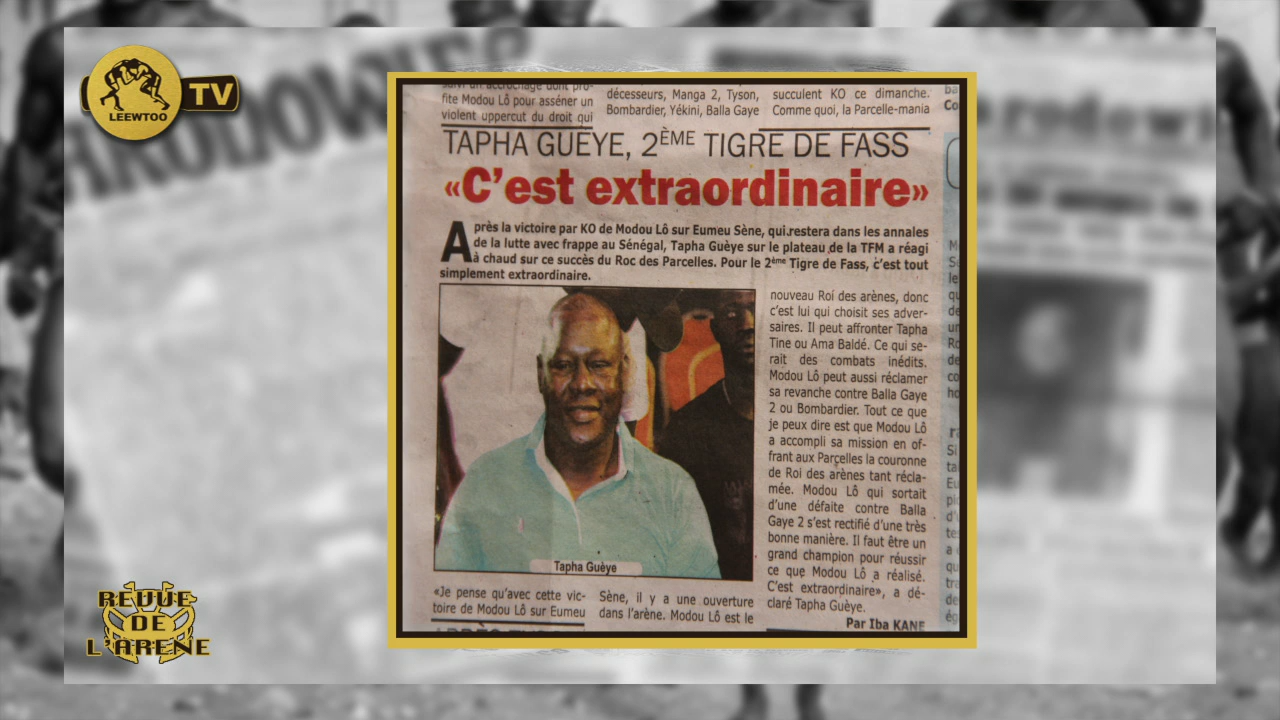 LEEWTOO
TV
suivi un accrochage dont pro-
fite Modou Lô pour asséner un
violent uppercut du droit qui
décesseurs, Manga 2, Tyson,
Bombardier, Yékini, Balla Gaye
succulent KO ce dimanche.
Comme quoi, la Parcelle-mania
TAPHA GUEYE, 2ÈME TIGRE DE FASS
«C'est extraordinaire»
Après la victoire par KO de Modou Lô sur Eumeu Sène, qui.restera dans les annales
de la lutte avec frappe au Sénégal, Tapha Guèye sur le plateau de la TFM a réagi
à chaud sur ce succès du Roc des Parcelles. Pour le 2ème Tigre de Fass, c'est tout
simplement extraordinaire.
Tapha Guèye
«Je pense qu'avec cette vic-
toire de Modou Lô sur Eumeu
Sène, il y a une ouverture
dans l'arène. Modou Lô est le
nouveau Roi des arènes, donc
c'est lui qui choisit ses adver-
saires. Il peut affronter Tapha
Tine ou Ama Baldé. Ce qui se-
rait des combats inédits.
Modou Lô peut aussi réclamer
sa revanche contre Balla Gaye
2 ou Bombardier. Tout ce que
je peux dire est que Modou Lô
a accompli sa mission en of-
frant aux Parcelles la couronne
de Roi des arènes tant récla-
mée. Modou Lô qui sortait
d'une défaite contre Balla
Gaye 2 s'est rectifié d'une très
bonne manière. Il faut être un
grand champion pour réussir
ce que Modou Lô a réalisé.
C'est extraordinaire», a dé-
claré Tapha Guèye.
Par Iba KANE
REVUE
DE
L'ARENE